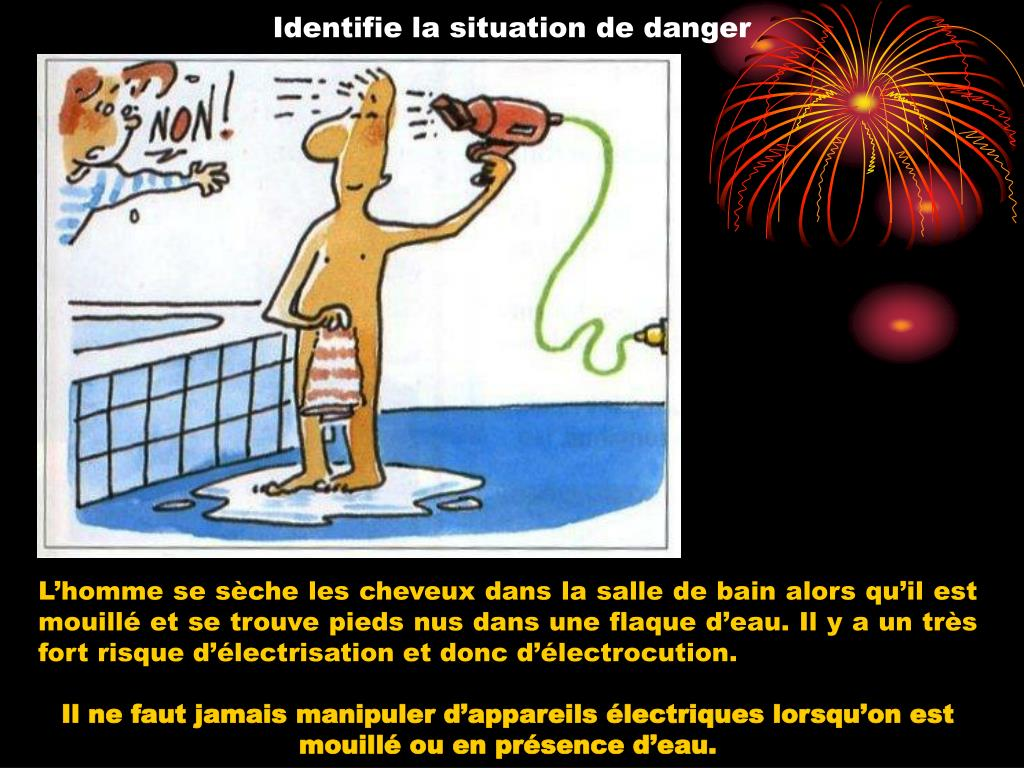 Identifie la situation de danger
NON!
L’homme se sèche les cheveux dans la salle de bain alors qu’il est
mouillé et se trouve pieds nus dans une flaque d’eau. Il y a un très
fort risque d’électrisation et donc d’électrocution.
Il ne faut jamais manipuler d’appareils électriques lorsqu’on est
mouillé ou en présence d’eau.